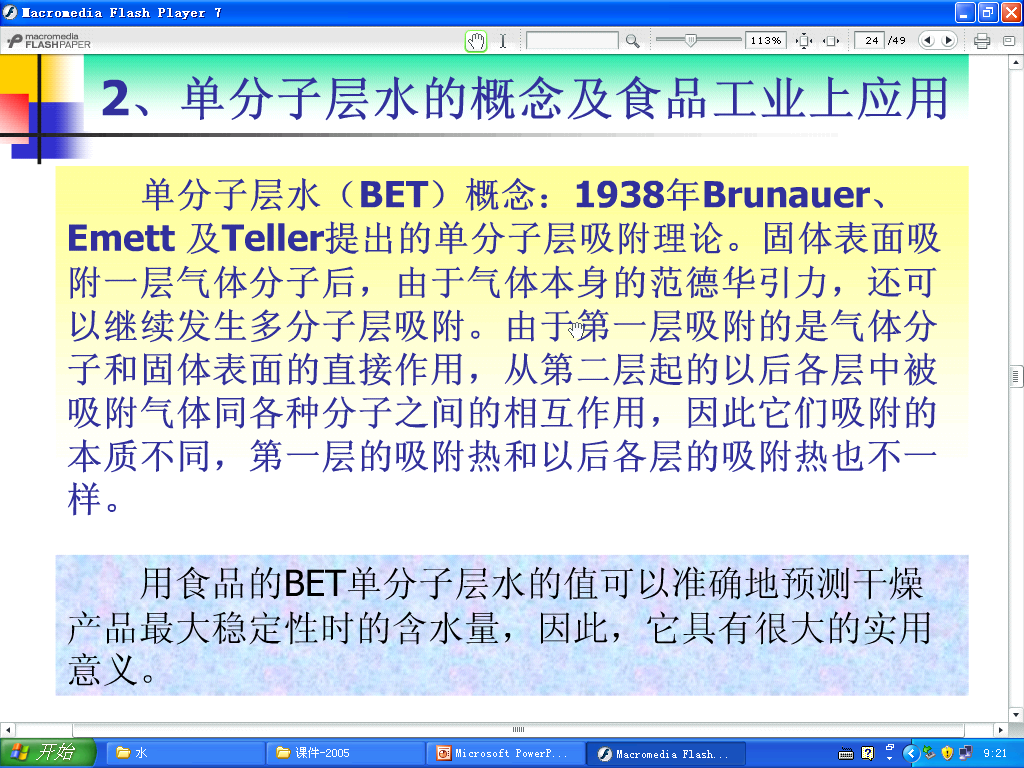 Macromedia Flash Player 7
macromedia
FLASHPAPER
113%
24 /49
2、单分子层水的概念及食品工业上应用
单分子层水（BET）概念：1938年Brunauer、
Emett 及Teller提出的单分子层吸附理论。固体表面吸
附一层气体分子后，由于气体本身的范德华引力，还可
以继续发生多分子层吸附。由于第一层吸附的是气体分
子和固体表面的直接作用，从第二层起的以后各层中被
吸附气体同各种分子之间的相互作用，因此它们吸附的
本质不同，第一层的吸附热和以后各层的吸附热也不一
样。
用食品的BET单分子层水的值可以准确地预测干燥
产品最大稳定性时的含水量，因此，它具有很大的实用
意义。
开始
水
课件-2005
Microsoft PowerP...
Macromedia Flash...
9:21